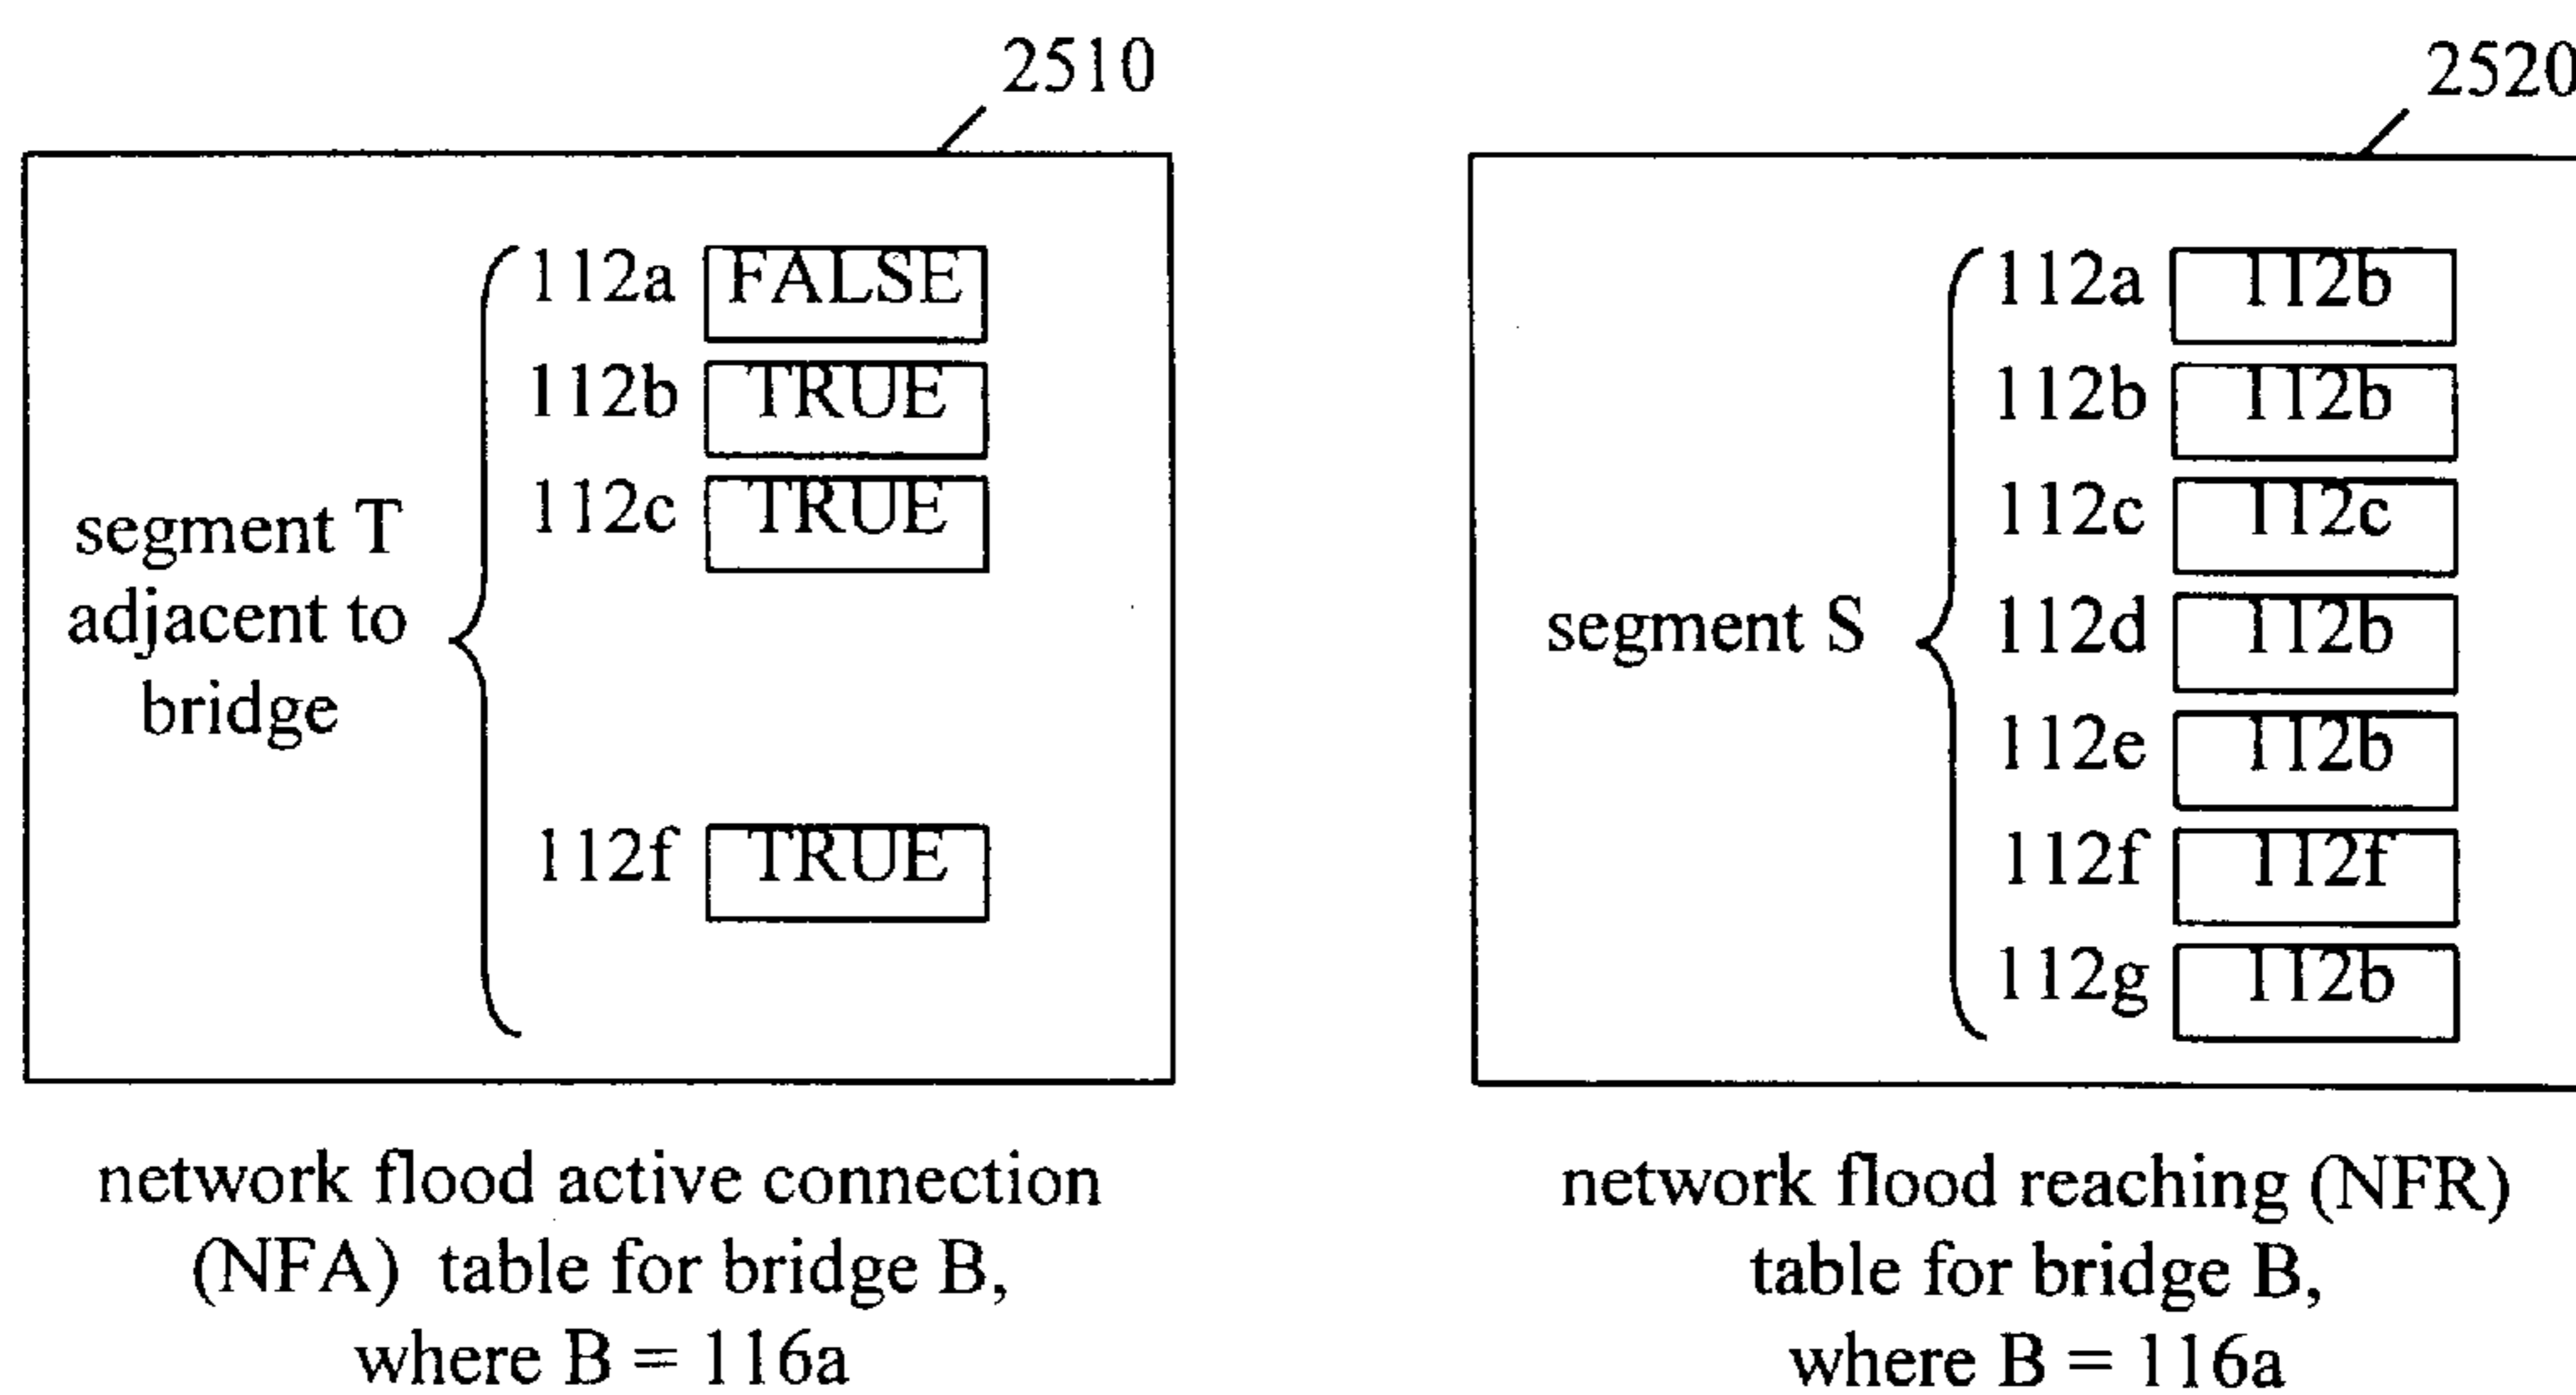 2510
112a FALSE
112b TRUE
112c TRUE
segment T
adjacent to
bridge
112f TRUE
network flood active connection
(NFA) table for bridge B,
where B = 116a
2520
112a 112b
112b 112b
112c 112c
segment S
112d 112b
112e 112b
112f 112f
112g 112b
network flood reaching (NFR)
table for bridge B,
where B = 116a